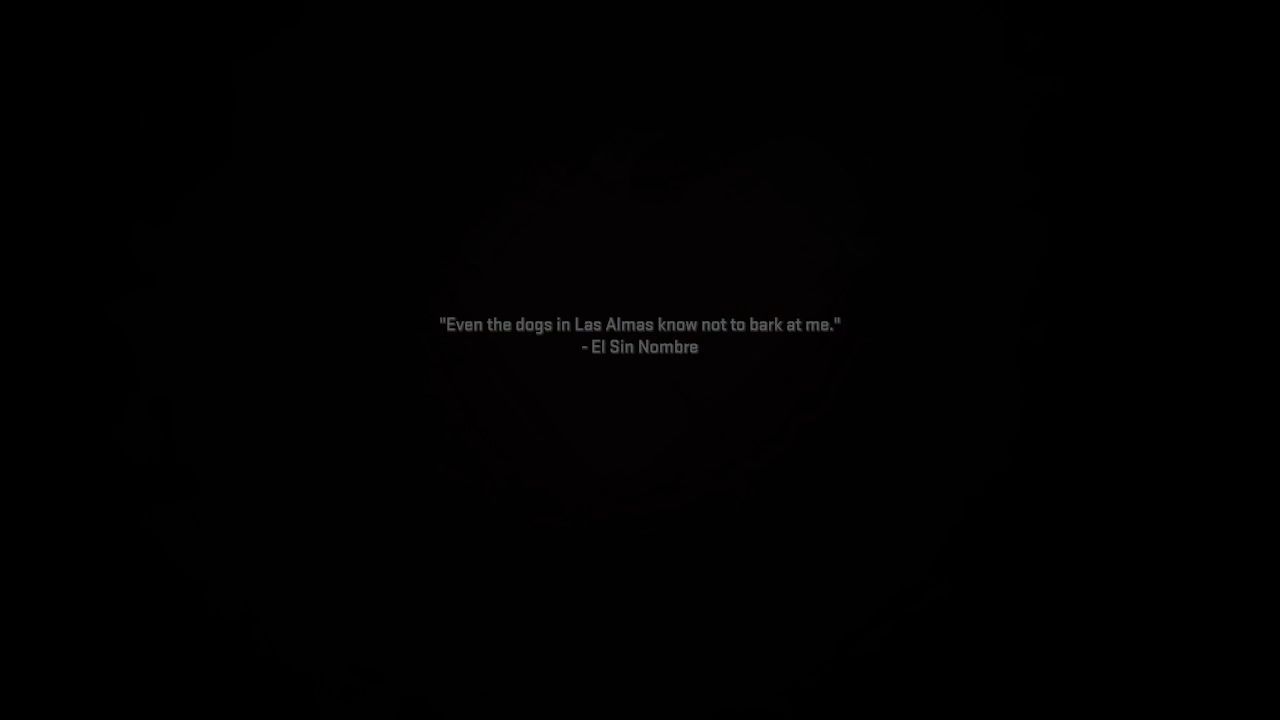 "Even the dogs in Las Almas know not to bark at me."
- El Sin Nombre